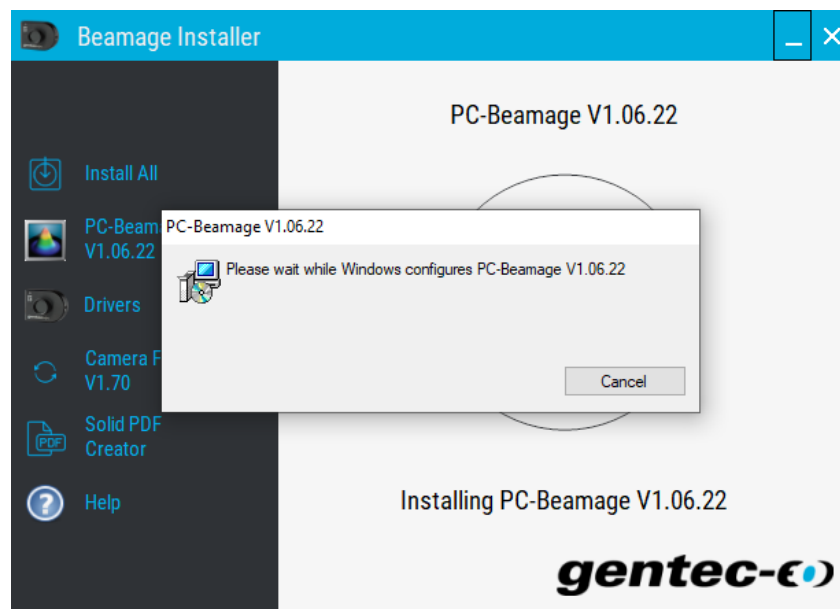 Beamage Installer
PC-Beamage V1.06.22
Install All
PC-Beam
V1.06.22
PC-Beamage V1.06.22
Please wait while Windows configures PC-Beamage V1.06.22
Cancel
Drivers
Camera F
V1.70
Solid PDF
Creator
PDF
Help
Installing PC-Beamage V1.06.22
gentec-eo